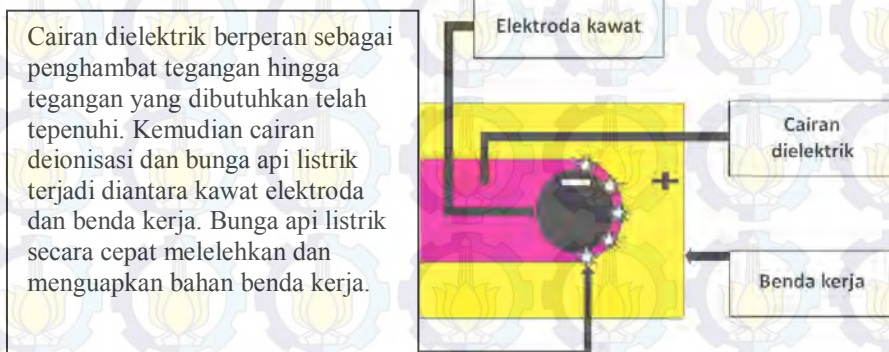 Cairan dielektrik berperan sebagai
penghambat tegangan hingga
tegangan yang dibutuhkan telah
tepenuhi. Kemudian cairan
deionisasi dan bunga api listrik
terjadi diantara kawat elektroda
dan benda kerja. Bunga api listrik
secara cepat melelehkan dan
menguapkan bahan benda kerja.
Elektroda kawat
Cairan
dielektrik
Benda kerja